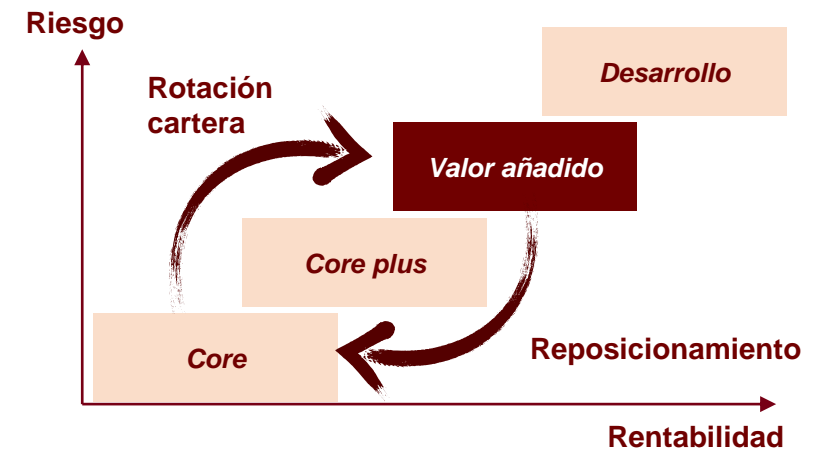 Riesgo
Desarrollo
Rotación
cartera
Valor añadido
Core plus
Core
Reposicionamiento
Rentabilidad